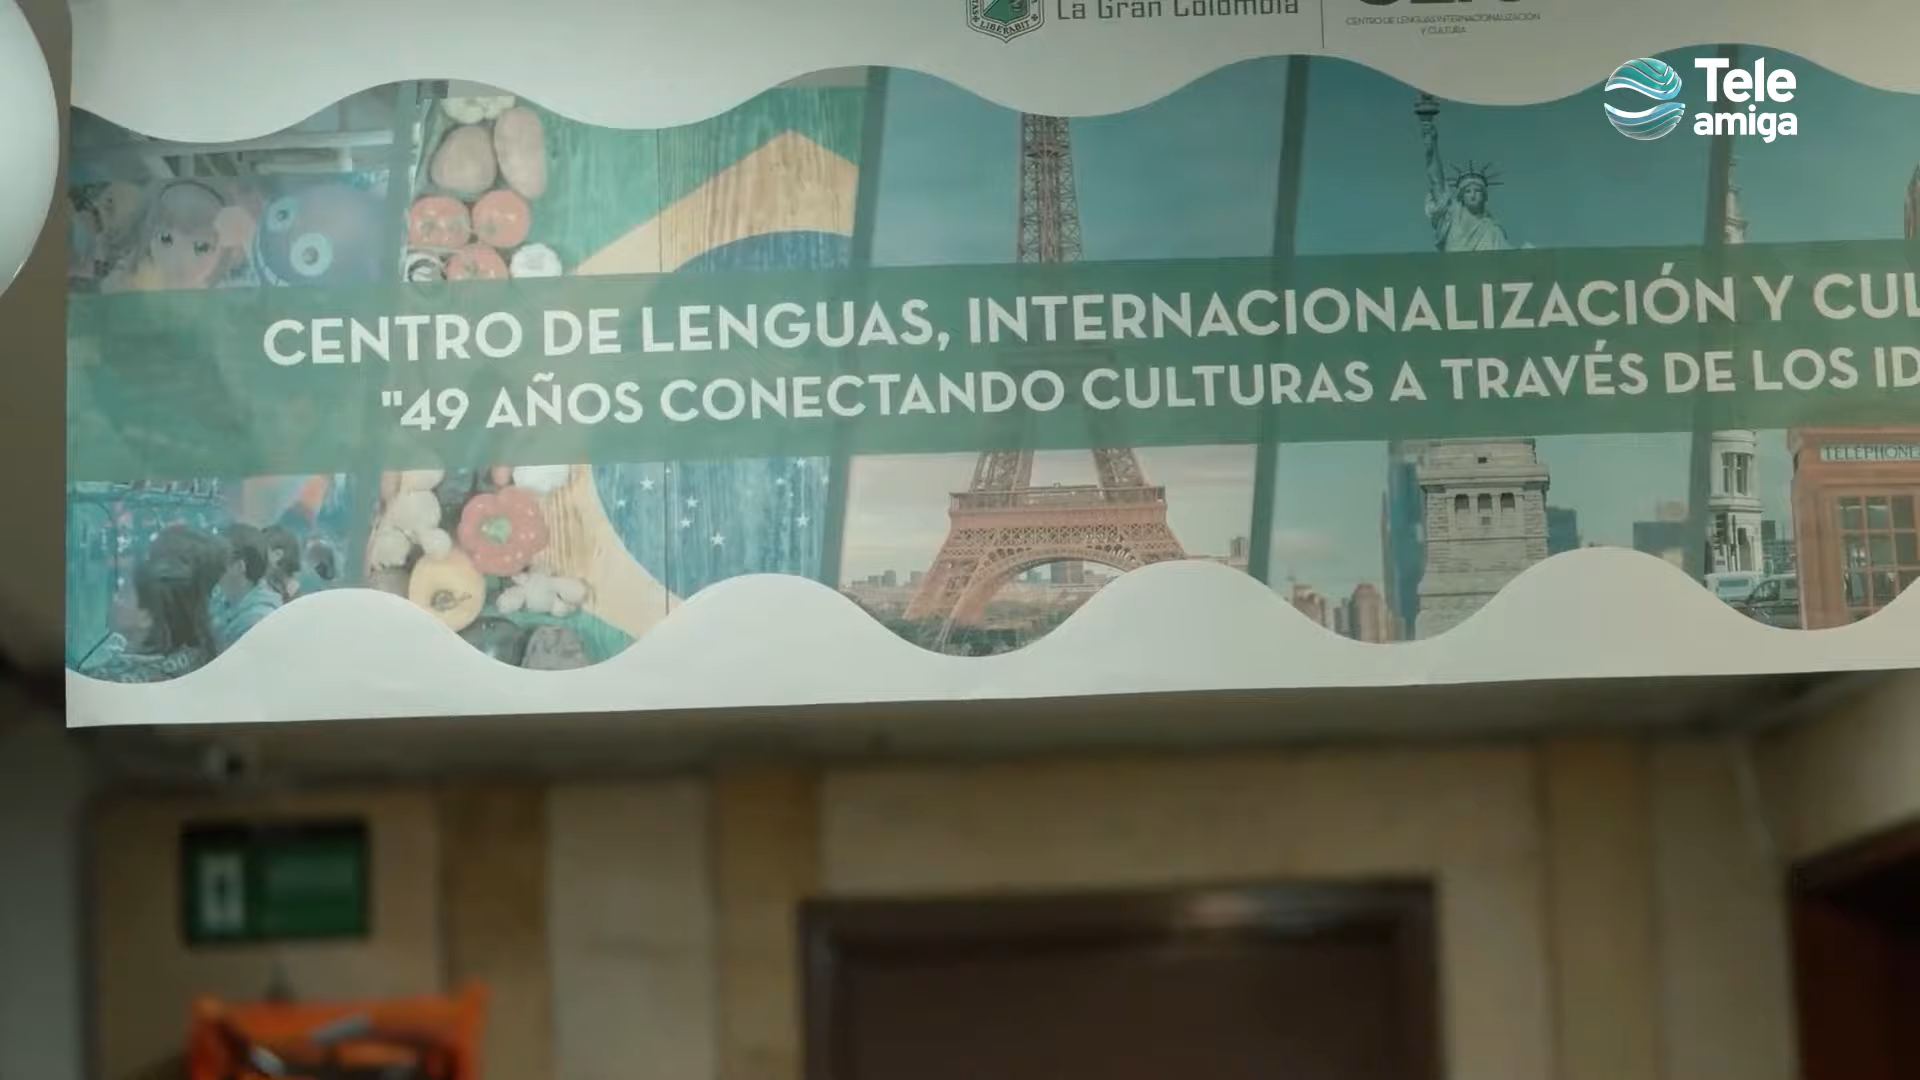 La Gran Colombia
LIBERABIT
CENTRO DE LENGUAS INTERNACIONALIZACIÓN
Y CULTURA
Tele
amiga
CENTRO DE LENGUAS, INTERNACIONALIZACIÓN Y CUL
"49 AÑOS CONECTANDO CULTURAS A TRAVÉS DE LOS ID
TELEPHONE